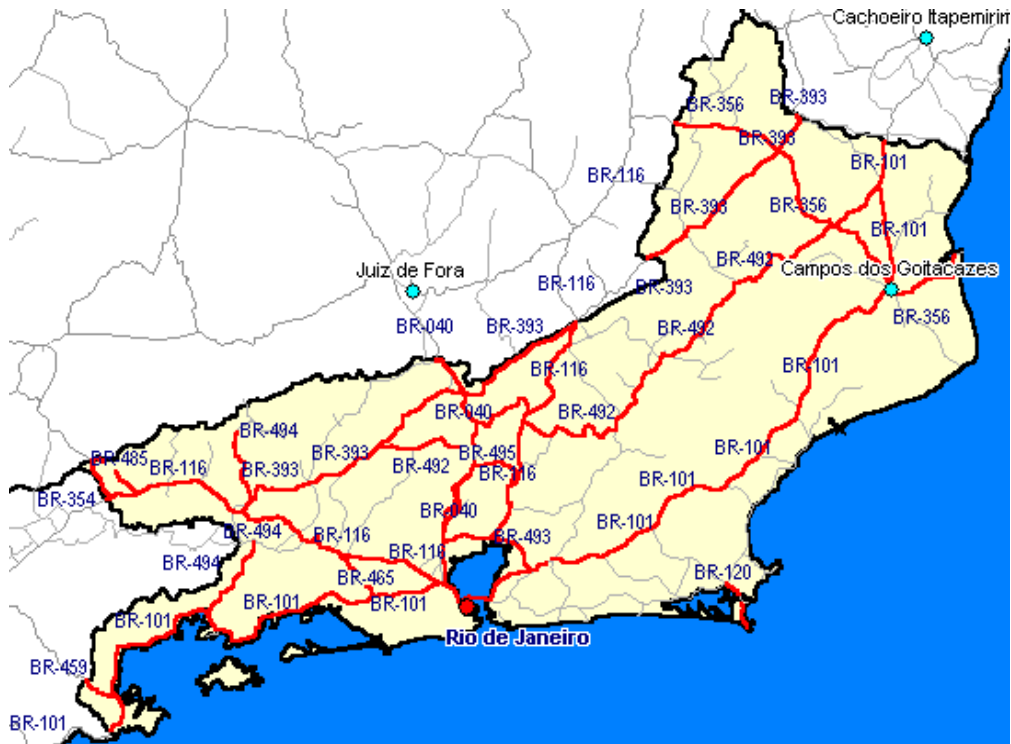 Cachoeiro Itapemirim
BR-356
BR-393
BR-393
BR-101
BR-116
BR-393
BR-356
BR-101
BR-492
Juiz de Fora
Campos dos Goitacazes
BR-116
BR-393
BR-356
BR-040
BR-393
BR-492
BR-116
BR-101
BR-040
BR-492
BR-494
BR-393
BR-495
BR-101
BR-485
BR-116
BR-393
BR-492
BR-116
BR-101
BR-354
BR-040
BR-101
BR-494
BR-116
BR-116
BR-493
BR-494
BR-465
BR-120
BR-101
BR-101
BR-101
Rio de Janeiro
BR-459
BR-101